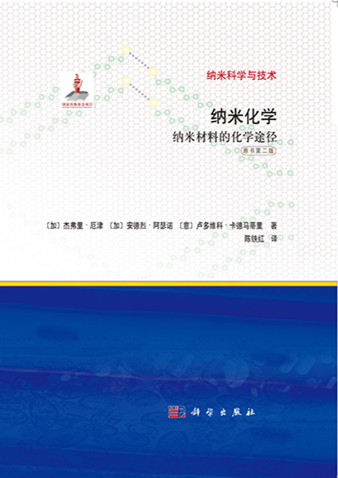 纳米科学与技术
纳米化学
纳米材料的化学途径
原书第二版
〔加〕杰弗里·厄津 〔加〕安德烈·阿瑟诺 〔意〕卢多维科·卡德马蒂里 著
陈铁红 译
科学出版社